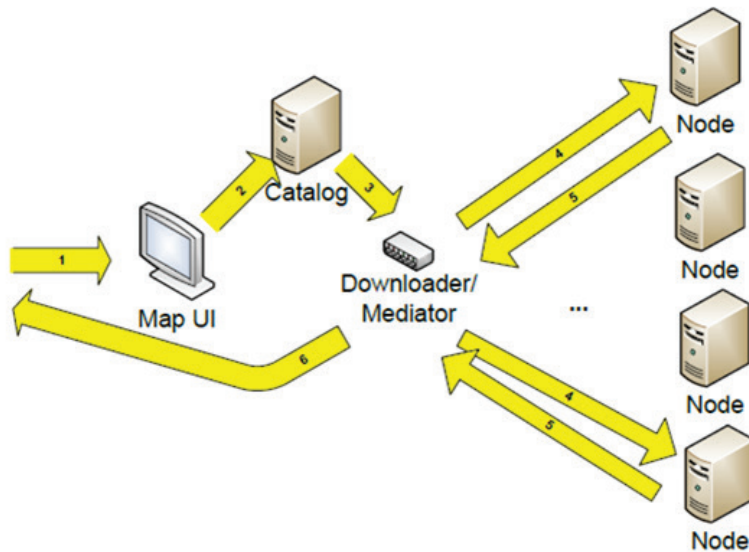 Node
4
5
2
3
Catalog
1
Node
Downloader/
Mediator
Map UI
...
6
Node
4
5
Node